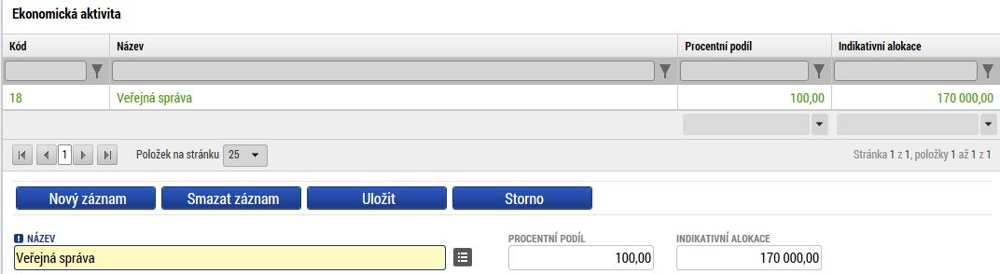 Ekonomická aktivita
Kód Název Procentní podíl Indikativní alokace
18 Veřejná správa 100,00 170 000,00
1 Položek na stránku 25 Stránka 1 z 1, položky 1 až 1 z 1
Nový záznam Smazat záznam Uložit Storno
NÁZEV PROCENTNÍ PODÍL INDIKATIVNÍ ALOKACE
Veřejná správa 100,00 170 000,00